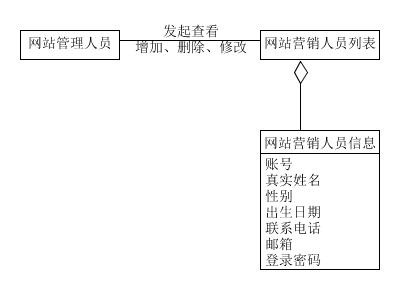 网站管理人员
发起查看
增加、删除、修改
网站营销人员列表
网站营销人员信息
账号
真实姓名
性别
出生日期
联系电话
邮箱
登录密码